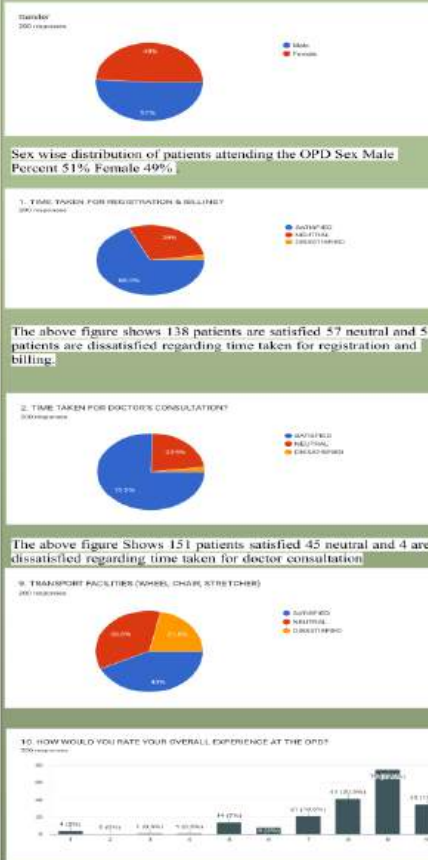 Gender
200 responses
Male
Female
49%
51%
Sex wise distribution of patients attending the OPD Sex Male
Percent 51% Female 49% .
1. TIME TAKEN FOR REGISTRATION & BILLING?
200 responses
SATISFIED
NEUTRAL
DISSATISFIED
The above figure shows 138 patients are satisfied 57 neutral and 5
patients are dissatisfied regarding time taken for registration and
billing.
2. TIME TAKEN FOR DOCTOR'S CONSULTATION?
200 responses
SATISFIED
NEUTRAL
DISSATISFIED
The above figure Shows 151 patients satisfied 45 neutral and 4 are
dissatisfied regarding time taken for doctor consultation
9. TRANSPORT FACILITIES (WHEEL CHAIR, STRETCHER)
200 responses
SATISFIED
NEUTRAL
DISSATISFIED
43%
10. HOW WOULD YOU RATE YOUR OVERALL EXPERIENCE AT THE OPD?
200 responses
4 (2%)
14 (7%)